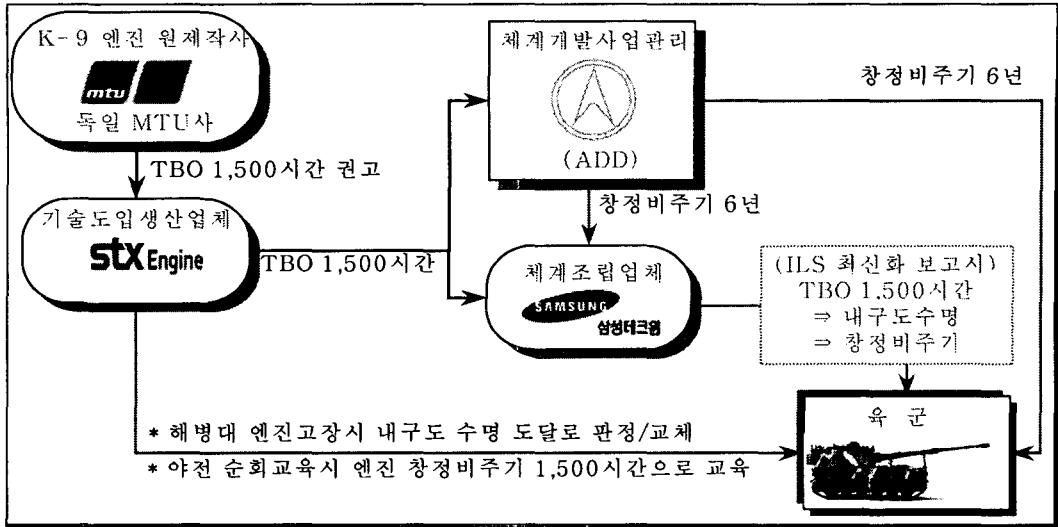 K-9 엔진 원제작사
mtu
독일 MTU사
TBO 1,500시간 권고
기술도입생산업체
STX Engine
TBO 1,500시간
체계개발사업관리
(ADD)
창정비주기 6년
창정비주기 6년
체계조립업체
SAMSUNG
삼성테크윈
(ILS 최신화 보고시)
TBO 1,500시간
⇒ 내구도수명
⇒ 창정비주기
육 군
* 해병대 엔진고장시 내구도 수명 도달로 판정/교체
* 야전 순회교육시 엔진 창정비주기 1,500시간으로 교육